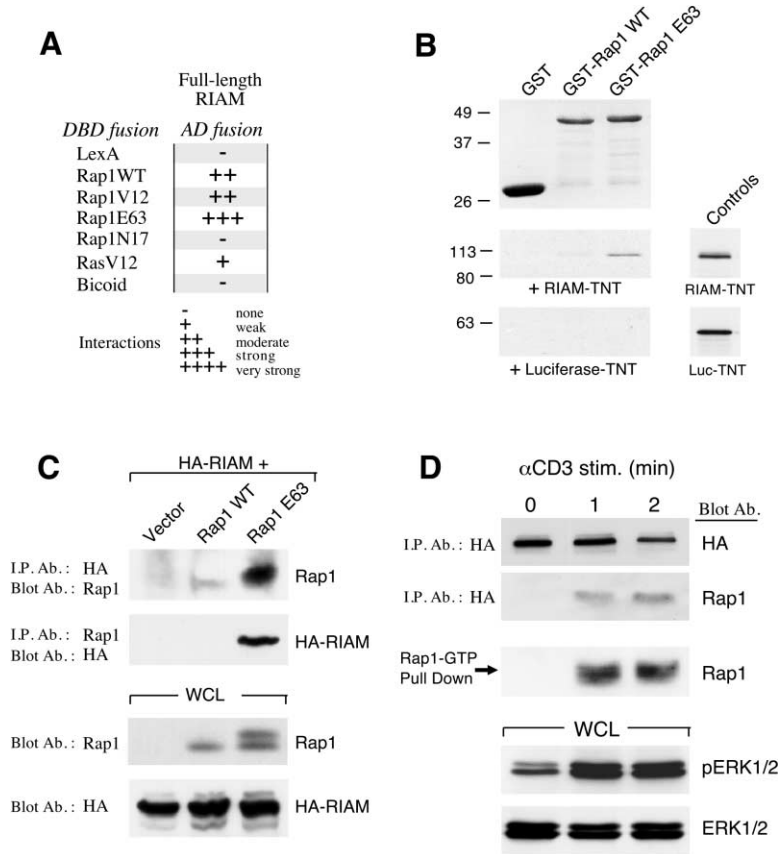 A
Full-length
RIAM
DBD fusion AD fusion
LexA -
Rap1WT ++
Rap1V12 ++
Rap1E63 +++
Rap1N17 -
RasV12 +
Bicoid -
Interactions
- none
+ weak
++ moderate
+++ strong
++++ very strong
B
GST
GST-Rap1 WT
GST-Rap1 E63
49
37
26
113
80
+ RIAM-TNT
63
+ Luciferase-TNT
Controls
RIAM-TNT
Luc-TNT
C
HA-RIAM +
Vector
Rap1 WT
Rap1 E63
I.P. Ab.: HA
Blot Ab.: Rap1
Rap1
I.P. Ab.: Rap1
Blot Ab.: HA
HA-RIAM
WCL
Blot Ab.: Rap1 Rap1
Blot Ab.: HA HA-RIAM
D
αCD3 stim. (min)
0 1 2 Blot Ab.
I.P. Ab.: HA HA
I.P. Ab.: HA Rap1
Rap1-GTP
Pull Down
Rap1
WCL
pERK1/2
ERK1/2